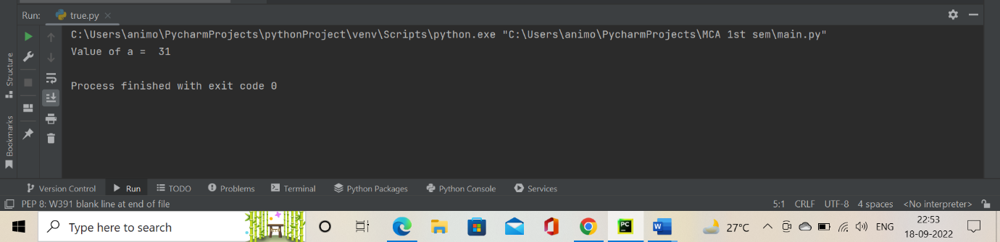 Run: true.py
C:\Users\animo\PycharmProjects\pythonProject\venv\Scripts\python.exe "C:\Users\animo\PycharmProjects\MCA 1st sem\main.py"
Value of a =  31
Process finished with exit code 0
Structure
Bookmarks
Version Control Run TODO Problems Terminal Python Packages Python Console Services
PEP 8: W391 blank line at end of file 5:1 CRLF UTF-8 4 spaces <No interpreter>
Type here to search 27°C ENG 22:53
18-09-2022